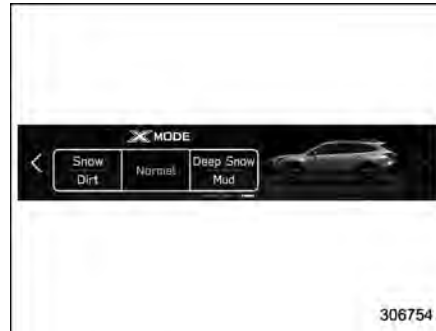 X MODE
Snow
Dirt
Normal
Deep Snow
Mud
306754